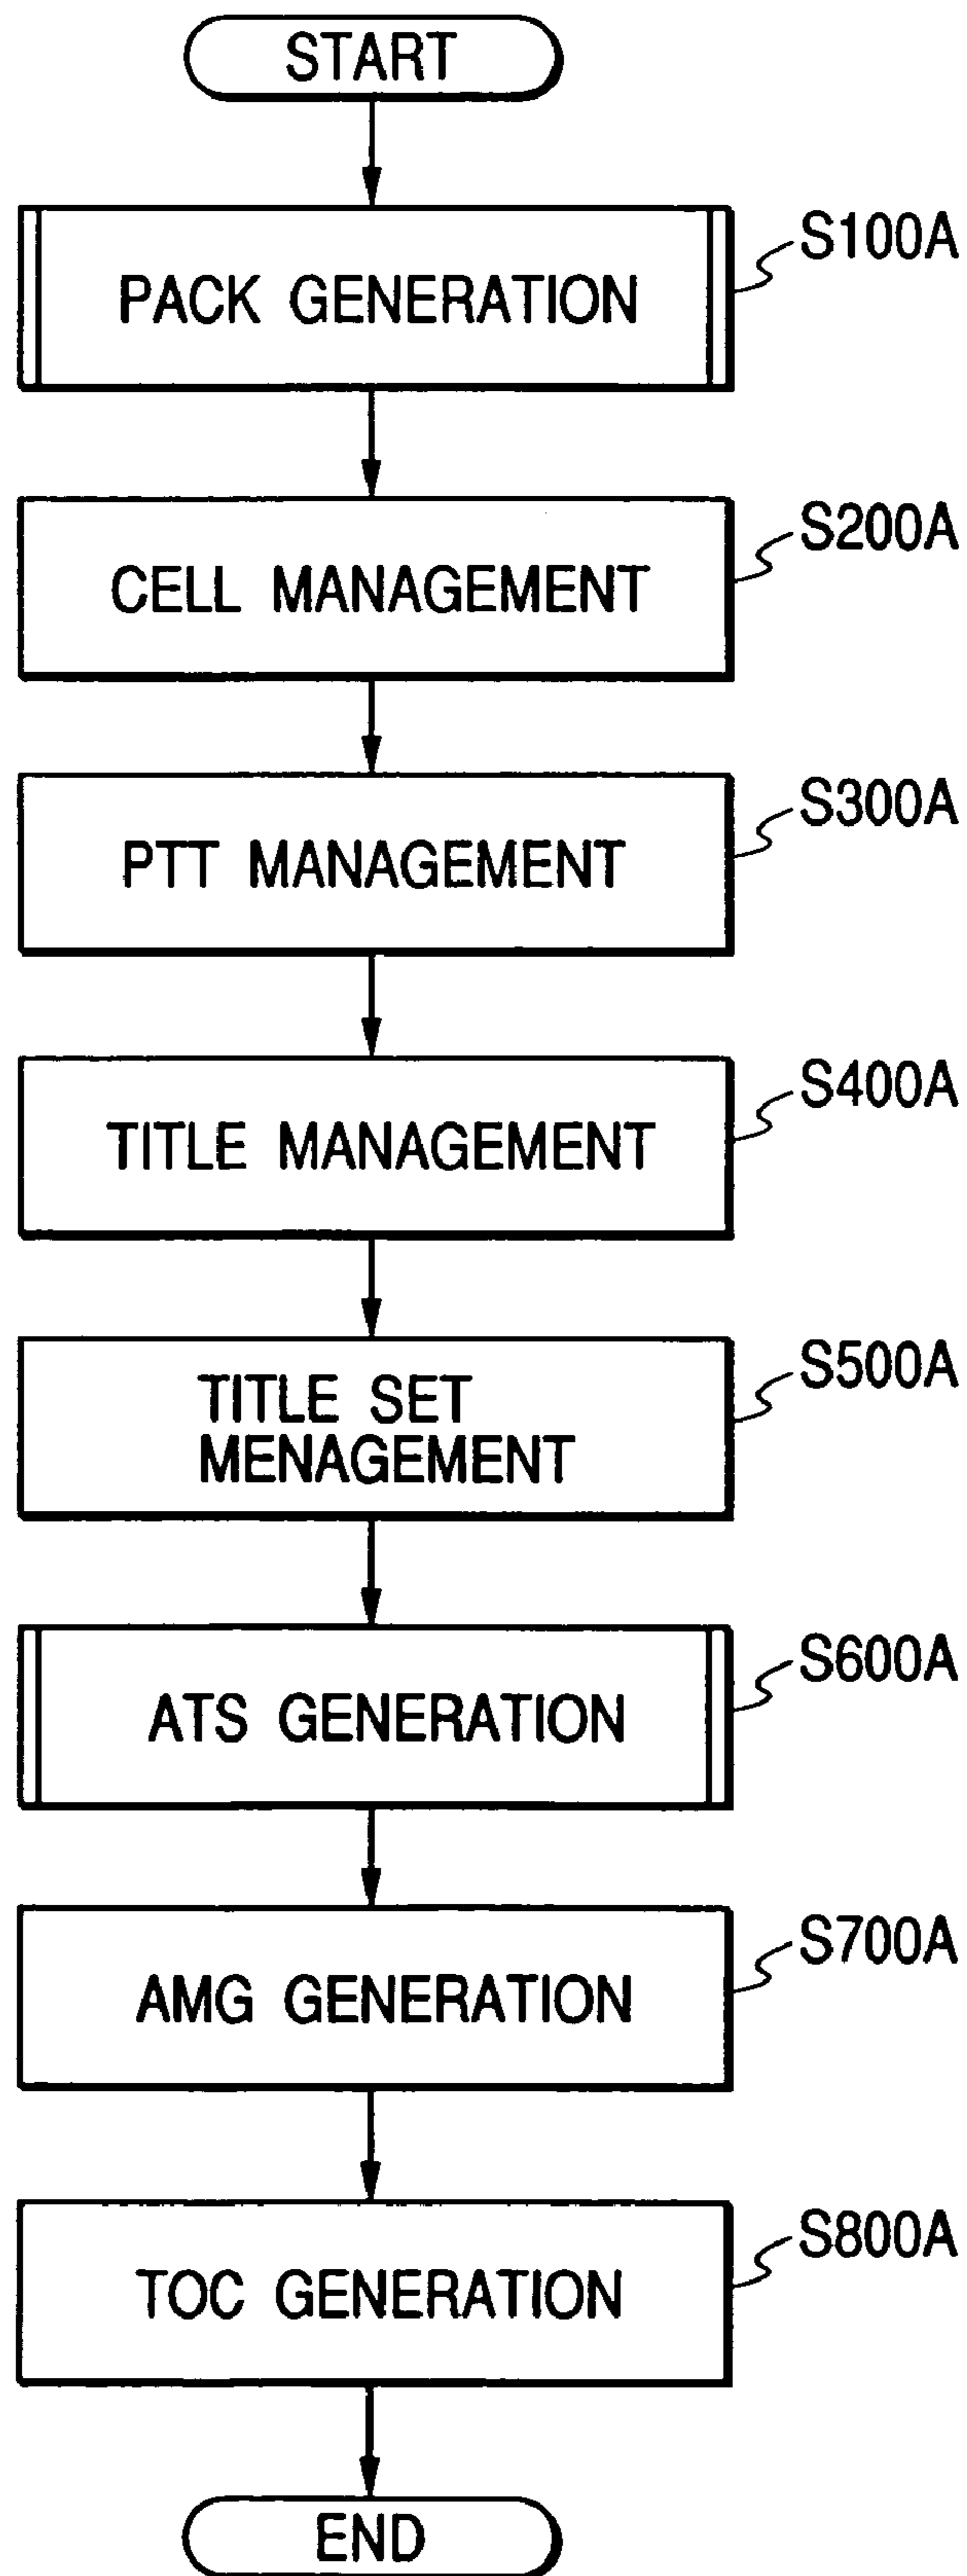 START
PACK GENERATION
S100A
CELL MANAGEMENT
S200A
PTT MANAGEMENT
S300A
TITLE MANAGEMENT
S400A
TITLE SET
MENAGEMENT
S500A
ATS GENERATION
S600A
AMG GENERATION
S700A
TOC GENERATION
S800A
END